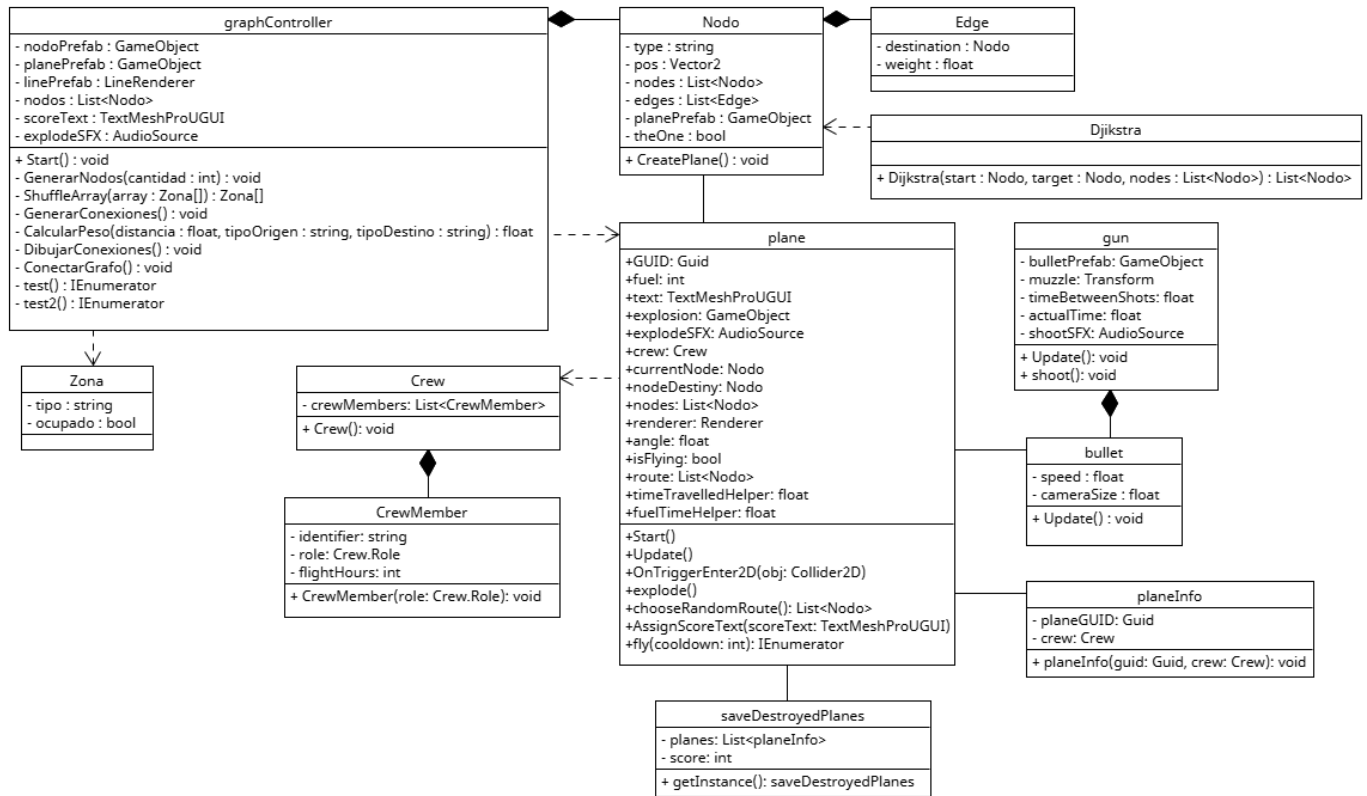 graphController
- nodoPrefab : GameObject
- planePrefab : GameObject
- linePrefab : LineRenderer
- nodos : List<Nodo>
- scoreText : TextMeshProUGUI
- explodeSFX : AudioSource
+ Start() : void
- GenerarNodos(cantidad : int) : void
- ShuffleArray(array : Zona[]) : Zona[]
- GenerarConexiones() : void
- CalcularPeso(distancia : float, tipoOrigen : string, tipoDestino : string) : float
- DibujarConexiones() : void
- ConectarGrafo() : void
- test() : IEnumerator
- test2() : IEnumerator
Nodo
- type : string
- pos : Vector2
- nodes : List<Nodo>
- edges : List<Edge>
- planePrefab : GameObject
- theOne : bool
+ CreatePlane() : void
Edge
- destination : Nodo
- weight : float
Djikstra
+ Dijkstra(start : Nodo, target : Nodo, nodes : List<Nodo>) : List<Nodo>
plane
+GUID: Guid
+fuel: int
+text: TextMeshProUGUI
+explosion: GameObject
+explodeSFX: AudioSource
+crew: Crew
+currentNode: Nodo
+nodeDestiny: Nodo
+nodes: List<Nodo>
+renderer: Renderer
+angle: float
+isFlying: bool
+route: List<Nodo>
+timeTravelledHelper: float
+fuelTimeHelper: float
+Start()
+Update()
+OnTriggerEnter2D(obj: Collider2D)
+explode()
+chooseRandomRoute(): List<Nodo>
+AssignScoreText(scoreText: TextMeshProUGUI)
+fly(cooldown: int): IEnumerator
gun
- bulletPrefab: GameObject
- muzzle: Transform
- timeBetweenShots: float
- actualTime: float
- shootSFX: AudioSource
+ Update(): void
+ shoot(): void
Zona
- tipo : string
- ocupado : bool
Crew
- crewMembers: List<CrewMember>
+ Crew(): void
CrewMember
- identifier: string
- role: Crew.Role
- flightHours: int
+ CrewMember(role: Crew.Role): void
bullet
- speed : float
- cameraSize : float
+ Update() : void
planeInfo
- planeGUID: Guid
- crew: Crew
+ planeInfo(guid: Guid, crew: Crew): void
saveDestroyedPlanes
- planes: List<planeInfo>
- score: int
+ getInstance(): saveDestroyedPlanes